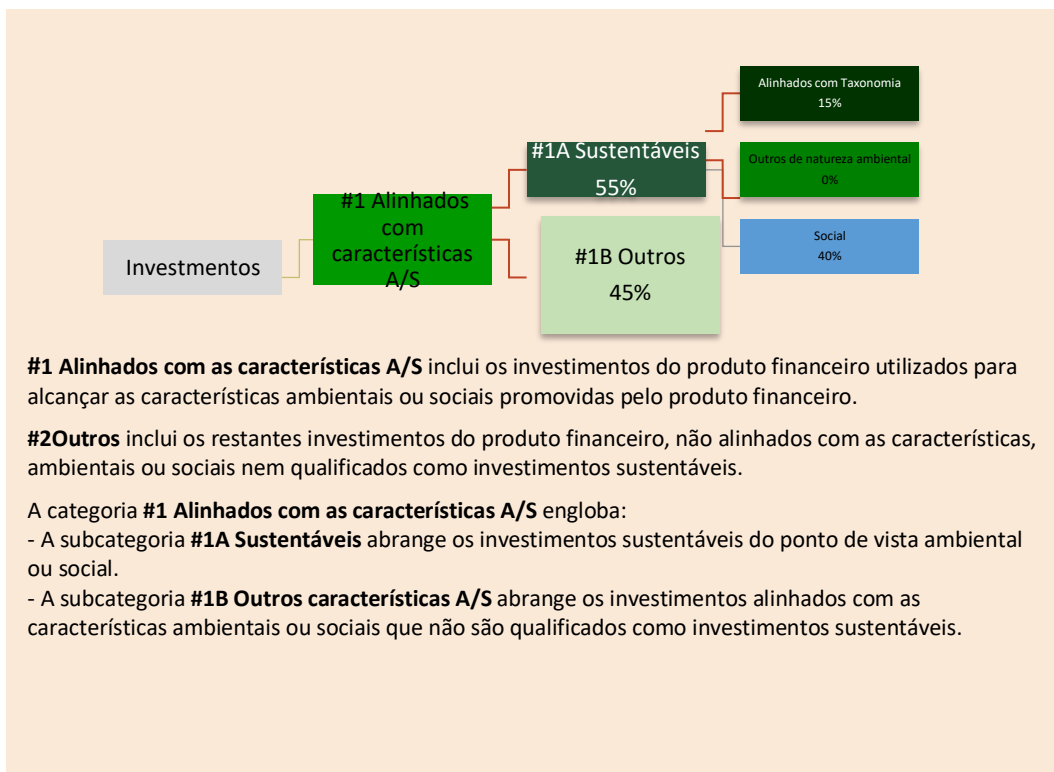 Alinhados com Taxonomia
15%
#1A Sustentáveis
55%
Outros de natureza ambiental
0%
#1 Alinhados
com
características
A/S
Social
40%
Investmentos
#1B Outros
45%
#1 Alinhados com as características A/S inclui os investimentos do produto financeiro utilizados para
alcançar as características ambientais ou sociais promovidas pelo produto financeiro.
#2Outros inclui os restantes investimentos do produto financeiro, não alinhados com as características,
ambientais ou sociais nem qualificados como investimentos sustentáveis.
A categoria #1 Alinhados com as características A/S engloba:
- A subcategoria #1A Sustentáveis abrange os investimentos sustentáveis do ponto de vista ambiental
ou social.
- A subcategoria #1B Outros características A/S abrange os investimentos alinhados com as
características ambientais ou sociais que não são qualificados como investimentos sustentáveis.